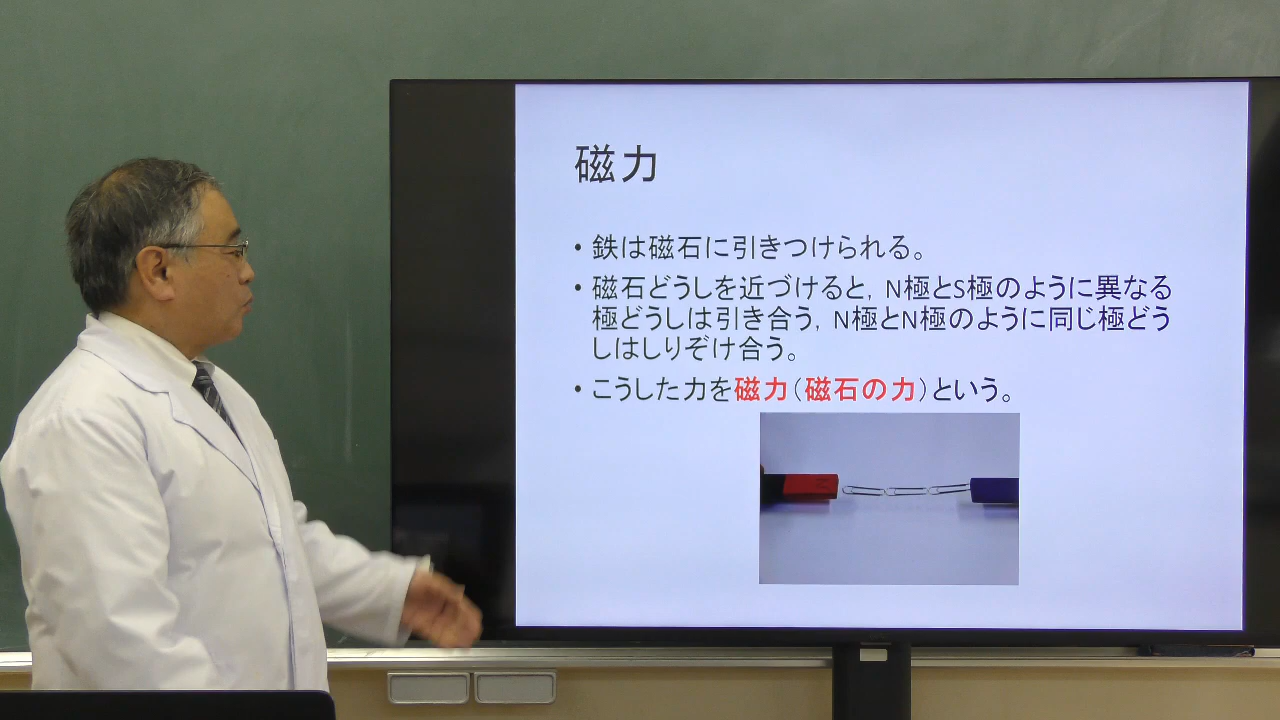 磁力
・鉄は磁石に引きつけられる。
・磁石どうしを近づけると，N極とS極のように異なる
極どうしは引き合う，N極とN極のように同じ極どう
しはしりぞけ合う。
・こうした力を磁力（磁石の力）という。
N